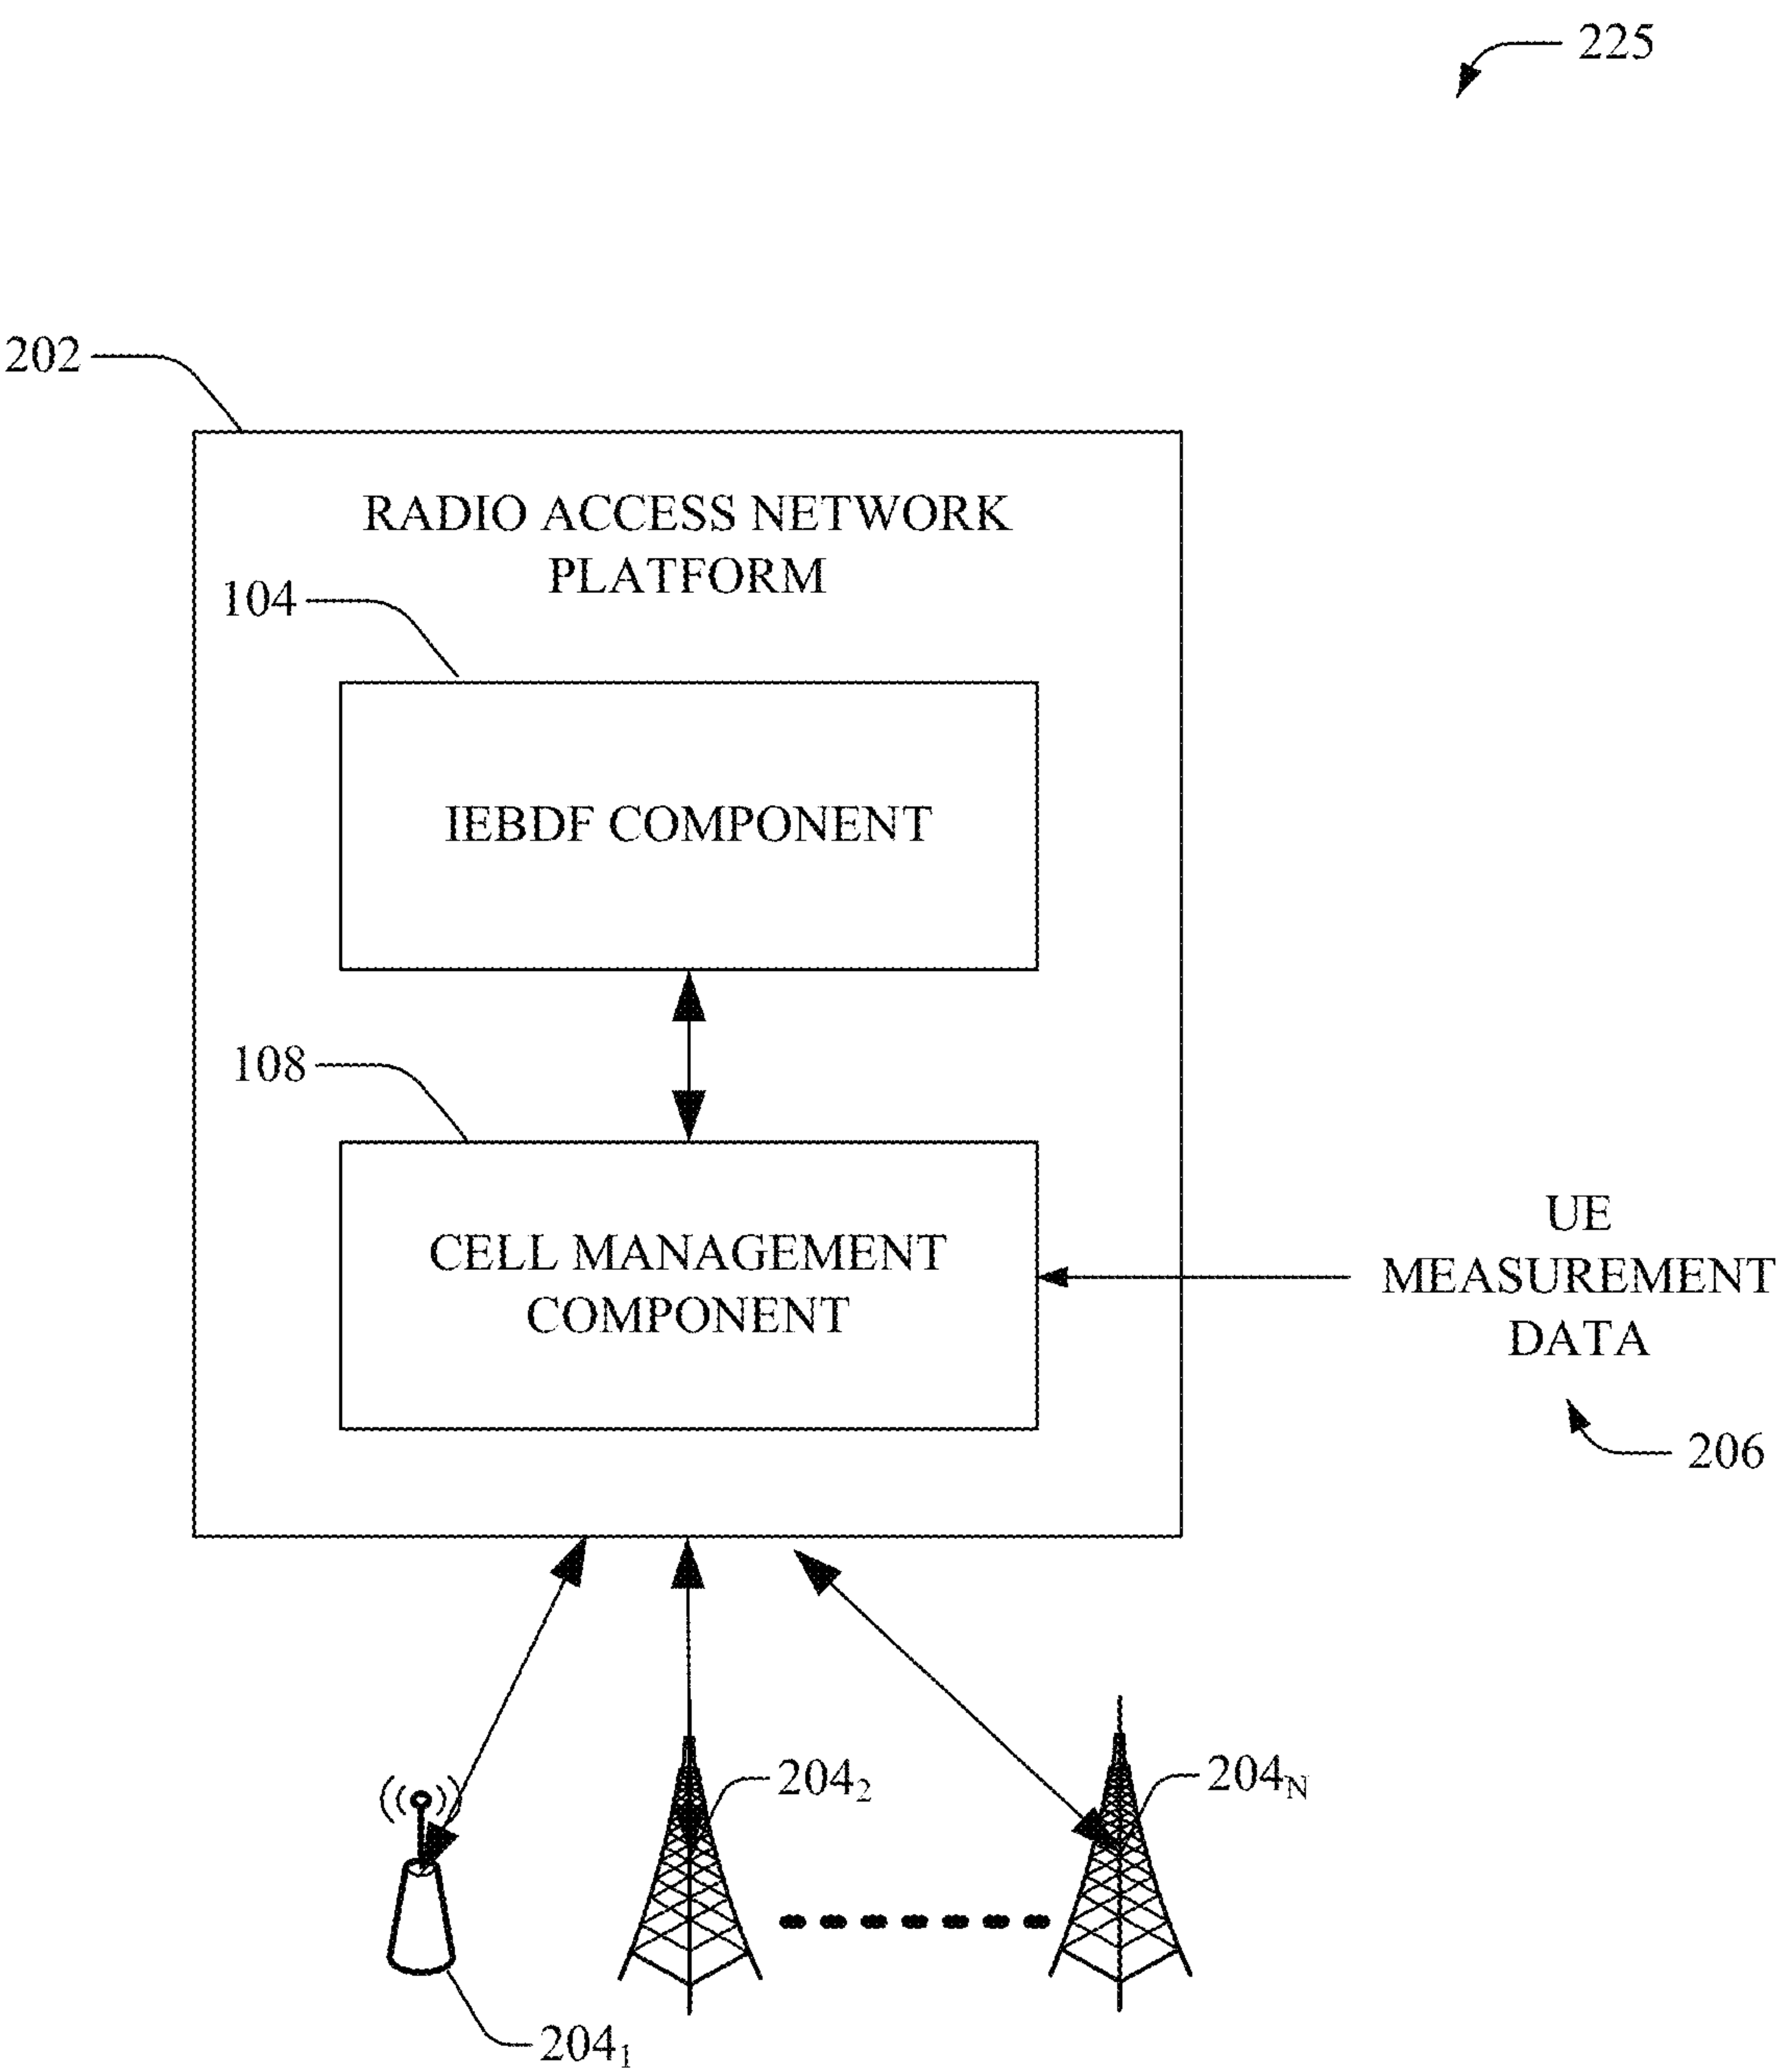 225
202
RADIO ACCESS NETWORK
PLATFORM
104
IEBDF COMPONENT
108
CELL MANAGEMENT
COMPONENT
UE
MEASUREMENT
DATA
206
204₂
204N
204₁